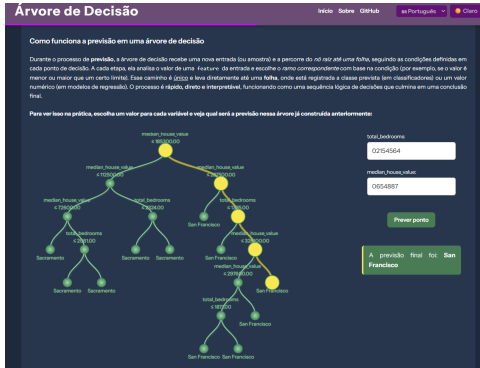 Árvore de Decisão
Início Sobre GitHub Português Claro
Como funciona a previsão em uma árvore de decisão
Durante o processo de previsão, a árvore de decisão recebe uma nova entrada (ou amostra) e a percorre do nó raiz até uma folha, seguindo as condições definidas em
cada ponto de decisão. A cada etapa, ela analisa o valor de uma Feature da entrada e escolhe o ramo correspondente com base na condição (por exemplo, se o valor é
menor ou maior que um certo limite). Esse caminho é único e leva diretamente até uma folha, onde está registrada a classe prevista (em classificadores) ou um valor
numérico (em modelos de regressão). O processo é rápido, direto e interpretável, funcionando como uma sequência lógica de decisões que culmina em uma conclusão
final.
Para ver isso na prática, escolha um valor para cada variável e veja qual será a previsão nessa árvore já construída anteriormente:
total_bedrooms
02154564
median_house_value:
0654887
Prever ponto
A previsão final foi: San
Francisco
median_house_value
median_house_value
≤ 112500.00
median_house_value
median_house_value
≤ 72600.00
total_bedrooms
total_bedrooms
San Francisco
total_bedrooms
median_house_value
Sacramento
Sacramento
Sacramento
median_house_value
Sacramento Sacramento
San Francisco
total_bedrooms
San Francisco
San Francisco San Francisco